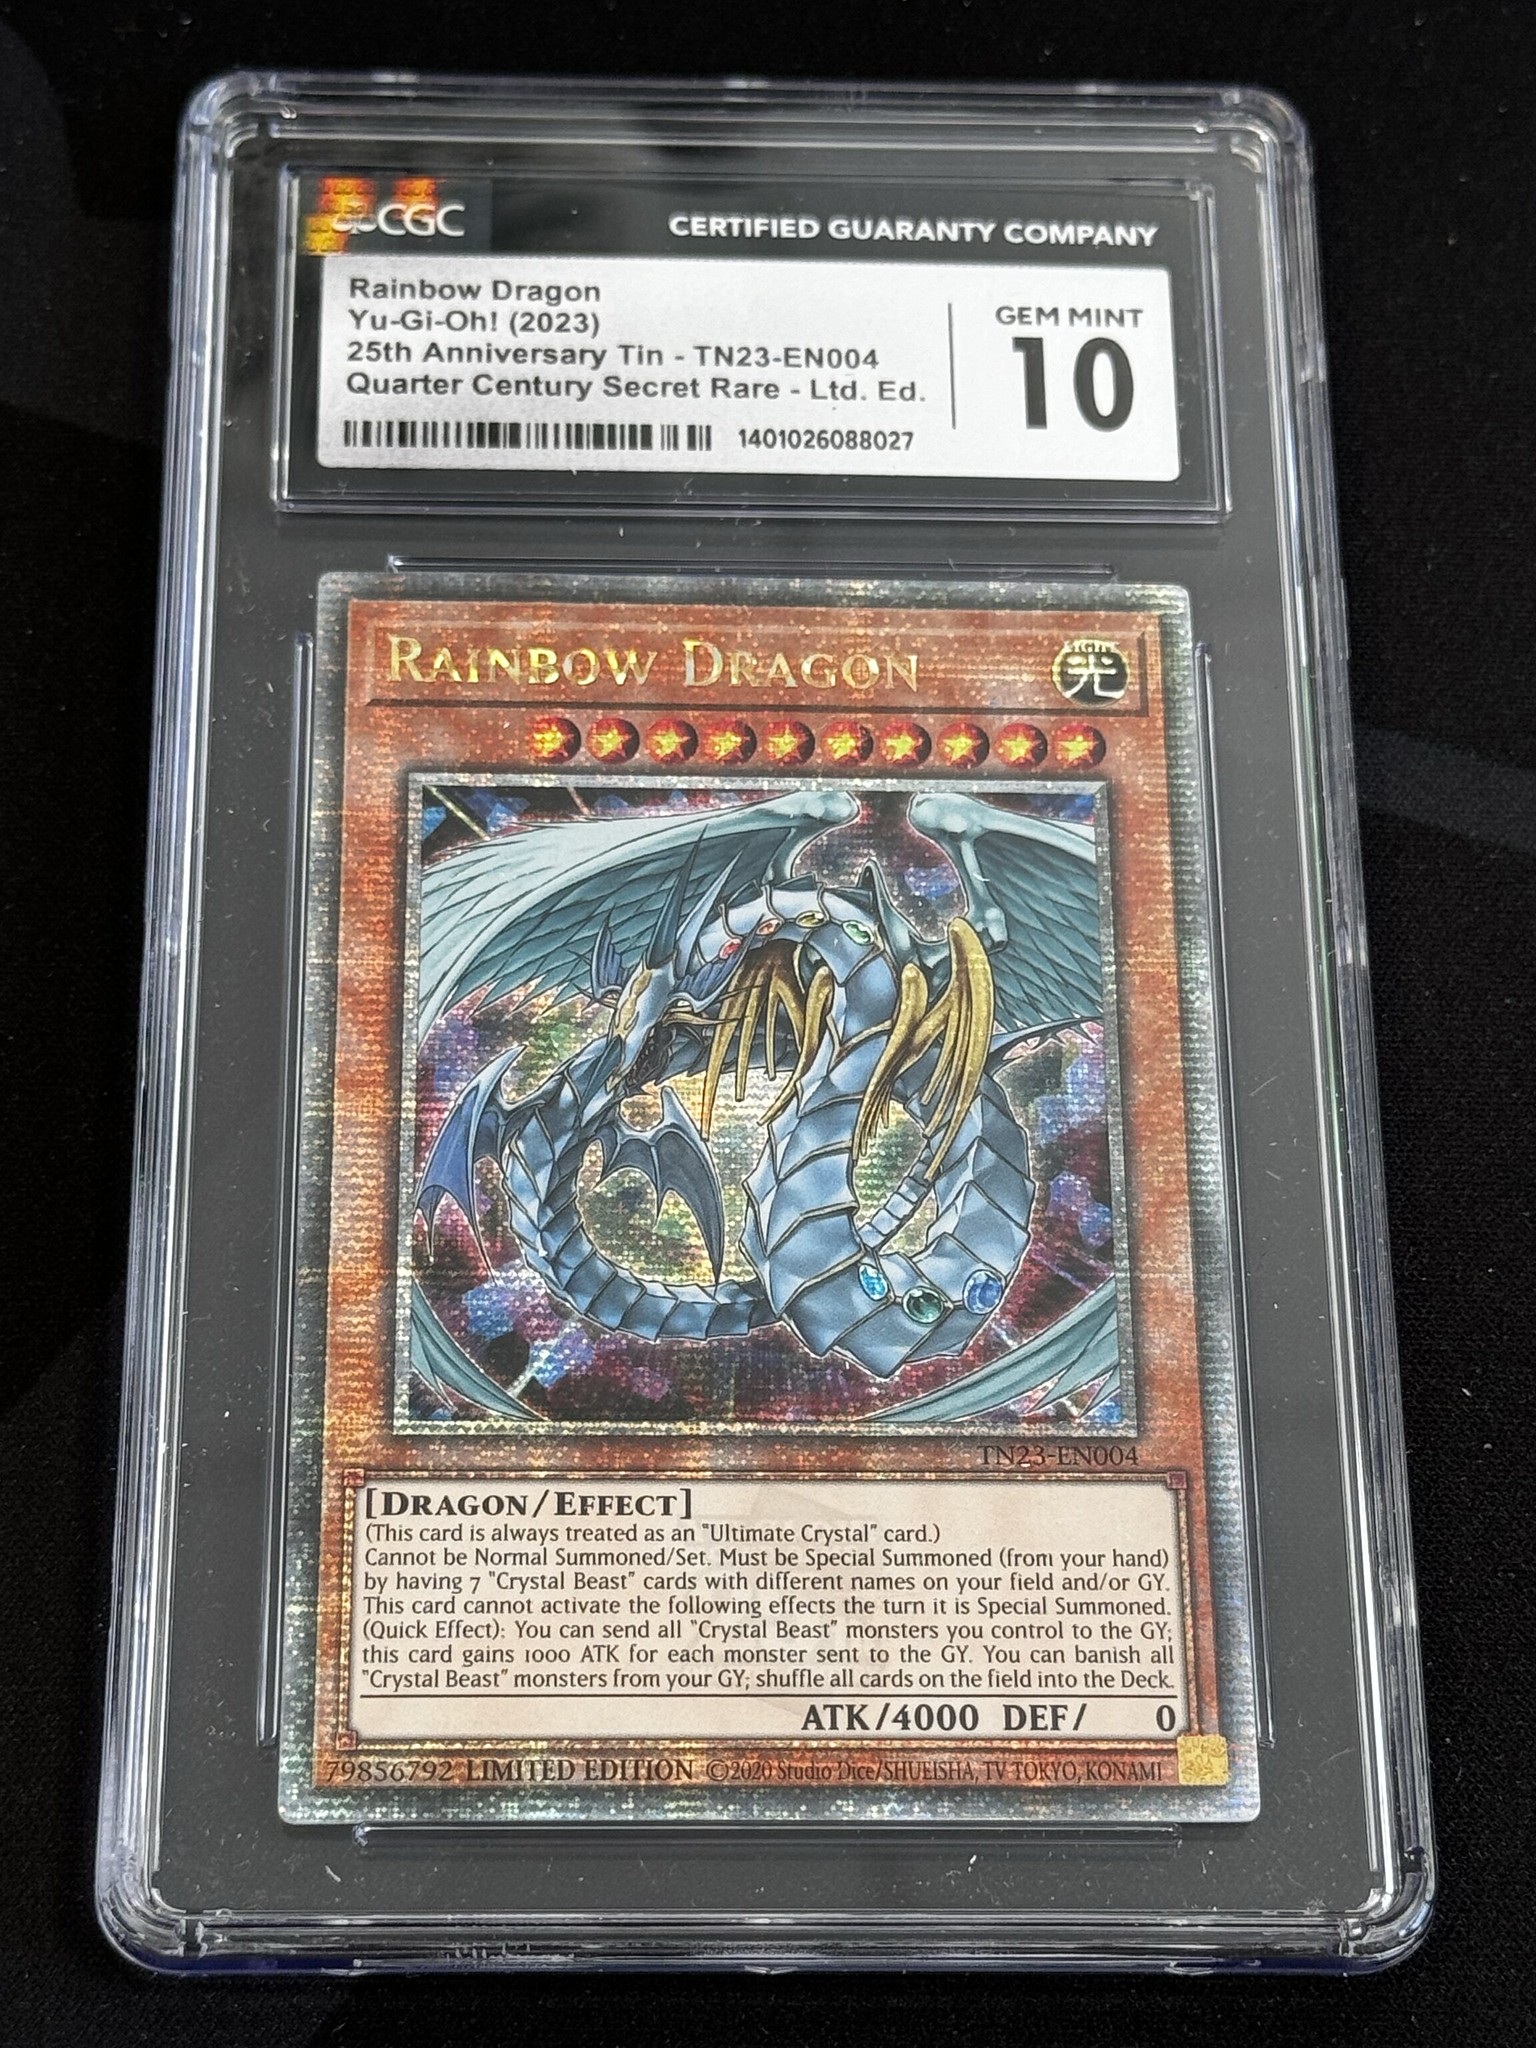 CGC
CERTIFIED GUARANTY COMPANY
Rainbow Dragon
Yu-Gi-Oh! (2023)
25th Anniversary Tin - TN23-EN004
Quarter Century Secret Rare - Ltd. Ed.
1401026088027
GEM MINT
10
RAINBOW DRAGON
LIGHT
光
TN23-EN004
[DRAGON/EFFECT]
(This card is always treated as an "Ultimate Crystal" card.)
Cannot be Normal Summoned/Set. Must be Special Summoned (from your hand)
by having 7 "Crystal Beast" cards with different names on your field and/or GY.
This card cannot activate the following effects the turn it is Special Summoned.
(Quick Effect): You can send all "Crystal Beast" monsters you control to the GY;
this card gains 1000 ATK for each monster sent to the GY. You can banish all
"Crystal Beast" monsters from your GY; shuffle all cards on the field into the Deck.
ATK/4000 DEF/ 0
79856792 LIMITED EDITION ©2020 Studio Dice/SHUEISHA, TV TOKYO, KONAMI